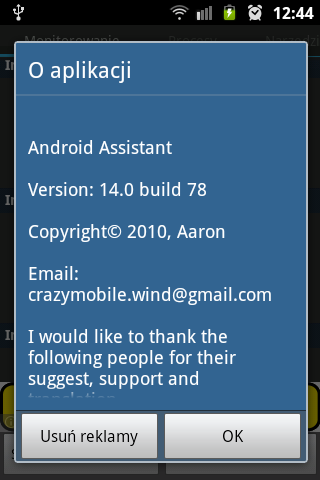 12:44
Monitorowanie
O aplikacji
Android Assistant
Version: 14.0 build 78
Copyright© 2010, Aaron
Email:
crazymobile.wind@gmail.com
I would like to thank the
following people for their
suggest, support and
translation
Usuń reklamy OK